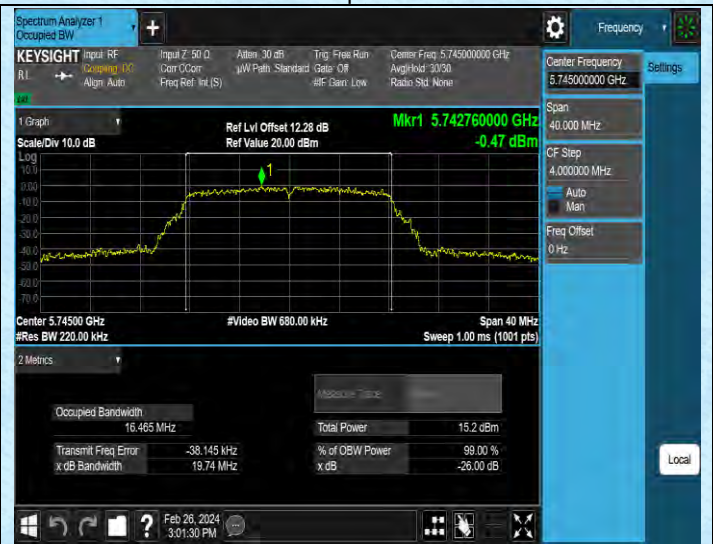 Spectrum Analyzer 1
Occupied BW
Frequency
KEYSIGHT
RL
Input: RF
Coupling: DC
Align: Auto
Input Z: 50 Ω
Corr CCorr
Freq Ref: Int (S)
Atten: 30 dB
µW Path: Standard
Trig: Free Run
Gate: Off
#IF Gain: Low
Center Freq: 5.745000000 GHz
Avg|Hold: 30/30
Radio Std: None
1 Graph
Scale/Div 10.0 dB
Ref Lvl Offset 12.28 dB
Ref Value 20.00 dBm
Mkr1 5.742760000 GHz
-0.47 dBm
Log
10.0
0.00
-10.0
-20.0
-30.0
-40.0
-50.0
-60.0
-70.0
1
Center 5.74500 GHz
#Res BW 220.00 kHz
#Video BW 680.00 kHz
Span 40 MHz
Sweep 1.00 ms (1001 pts)
2 Metrics
Measure Trace
Occupied Bandwidth
16.465 MHz
Total Power
15.2 dBm
Transmit Freq Error
-38.145 kHz
% of OBW Power
99.00 %
x dB Bandwidth
19.74 MHz
x dB
-26.00 dB
Feb 26, 2024
3:01:30 PM
Center Frequency
5.745000000 GHz
Settings
Span
40.000 MHz
CF Step
4.000000 MHz
Auto
Man
Freq Offset
0 Hz
Local